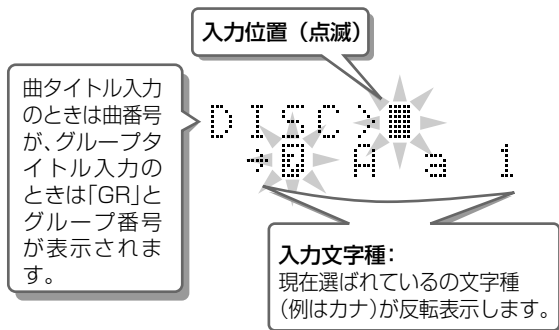 入力位置（点滅）
曲タイトル入力
のときは曲番号
が、グループタ
イトル入力の
ときは「GR」と
グループ番号
が表示されま
す。
DISC>
→ア A a 1
入力文字種：
現在選ばれているの文字種
（例はカナ）が反転表示します。